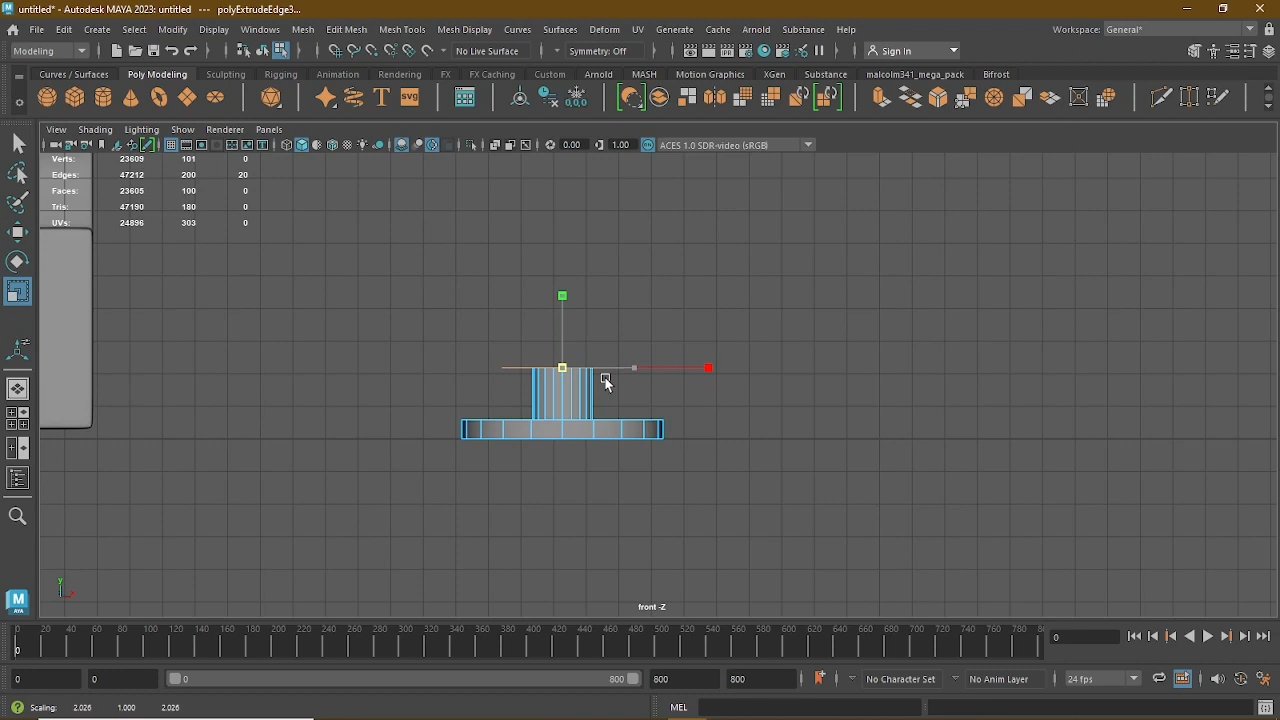 untitled* - Autodesk MAYA 2023: untitled --- polyExtrudeEdge3...
File Edit Create Select Modify Display Windows Mesh Edit Mesh Mesh Tools Mesh Display Curves Surfaces Deform UV Generate Cache Arnold Substance Help Workspace: General*
Modeling No Live Surface Symmetry: Off Sign In
Curves / Surfaces Poly Modeling Sculpting Rigging Animation Rendering FX FX Caching Custom Arnold MASH Motion Graphics XGen Substance malcolm341_mega_pack Bifrost
View Shading Lighting Show Renderer Panels
0.00 1.00 ACES 1.0 SDR-video (sRGB)
Verts: 23609 101 0
Edges: 47212 200 20
Faces: 23605 100 0
Tris: 47190 180 0
UVs: 24896 303 0
y
front -Z
0 20 40 60 80 100 120 140 160 180 200 220 240 260 280 300 320 340 360 380 400 420 440 460 480 500 520 540 560 580 600 620 640 660 680 700 720 740 760 780
0 0
0 0 0 800 800 800 No Character Set No Anim Layer 24 fps
Scaling: 2.026 1.000 2.026 MEL